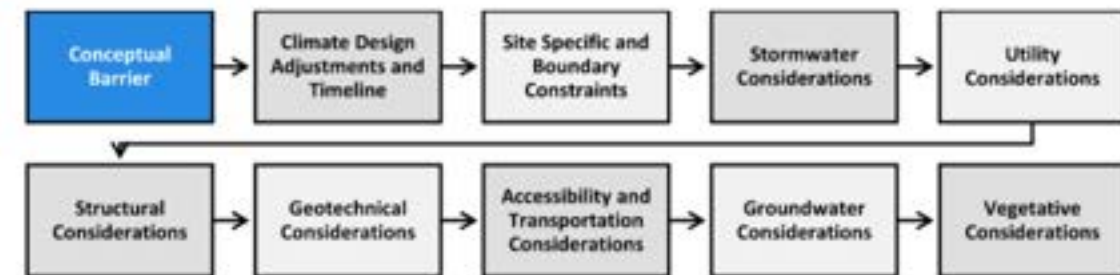 Conceptual
Barrier
Climate Design
Adjustments and
Timeline
Site Specific and
Boundary
Constraints
Stormwater
Considerations
Utility
Considerations
Structural
Considerations
Geotechnical
Considerations
Accessibility and
Transportation
Considerations
Groundwater
Considerations
Vegetative
Considerations